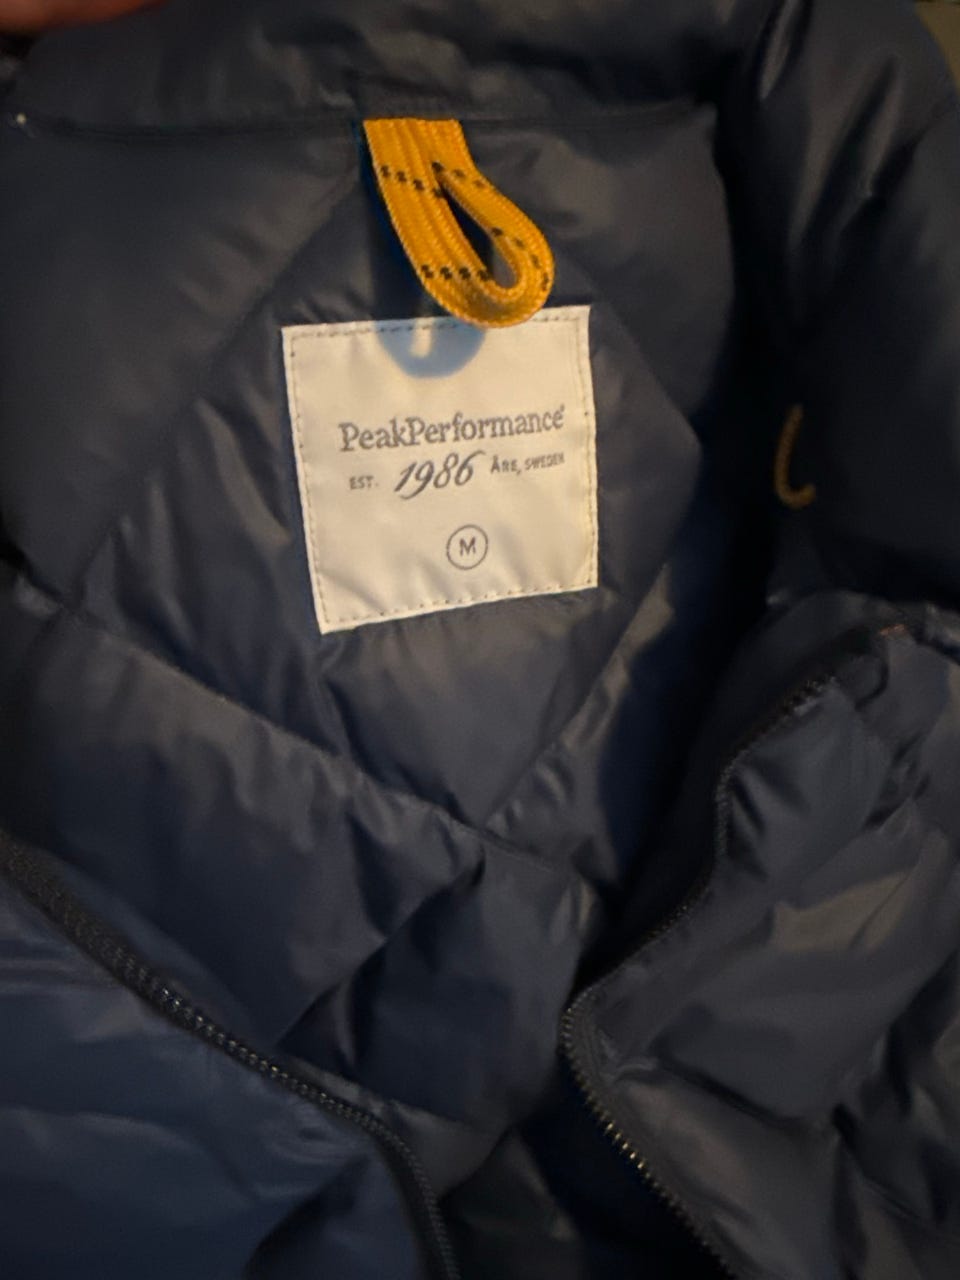 PeakPerformance®
EST. 1986 ÅRE, SWEDEN
M